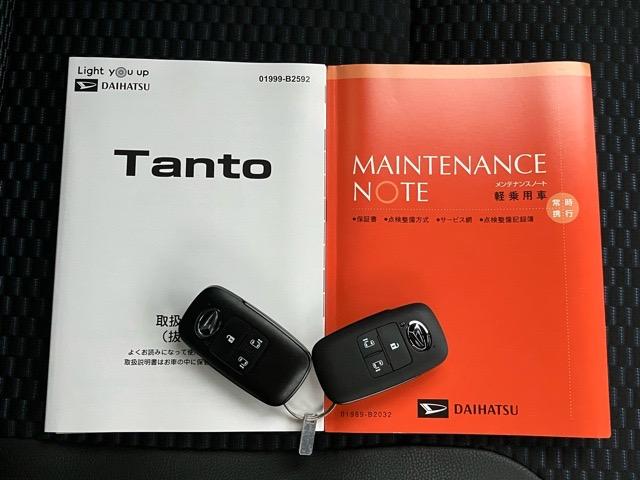 Light you up
DAIHATSU
01999-B2592
Tanto
取扱
(抜
よくお読みになって使
取扱説明書はお車の中に保
MAINTENANCE
NOTE
メンテナンスノート
軽乗用車
常時
携行
•保証書 •点検整備方式 •サービス網 •点検整備記録簿
01989-B2032
DAIHATSU